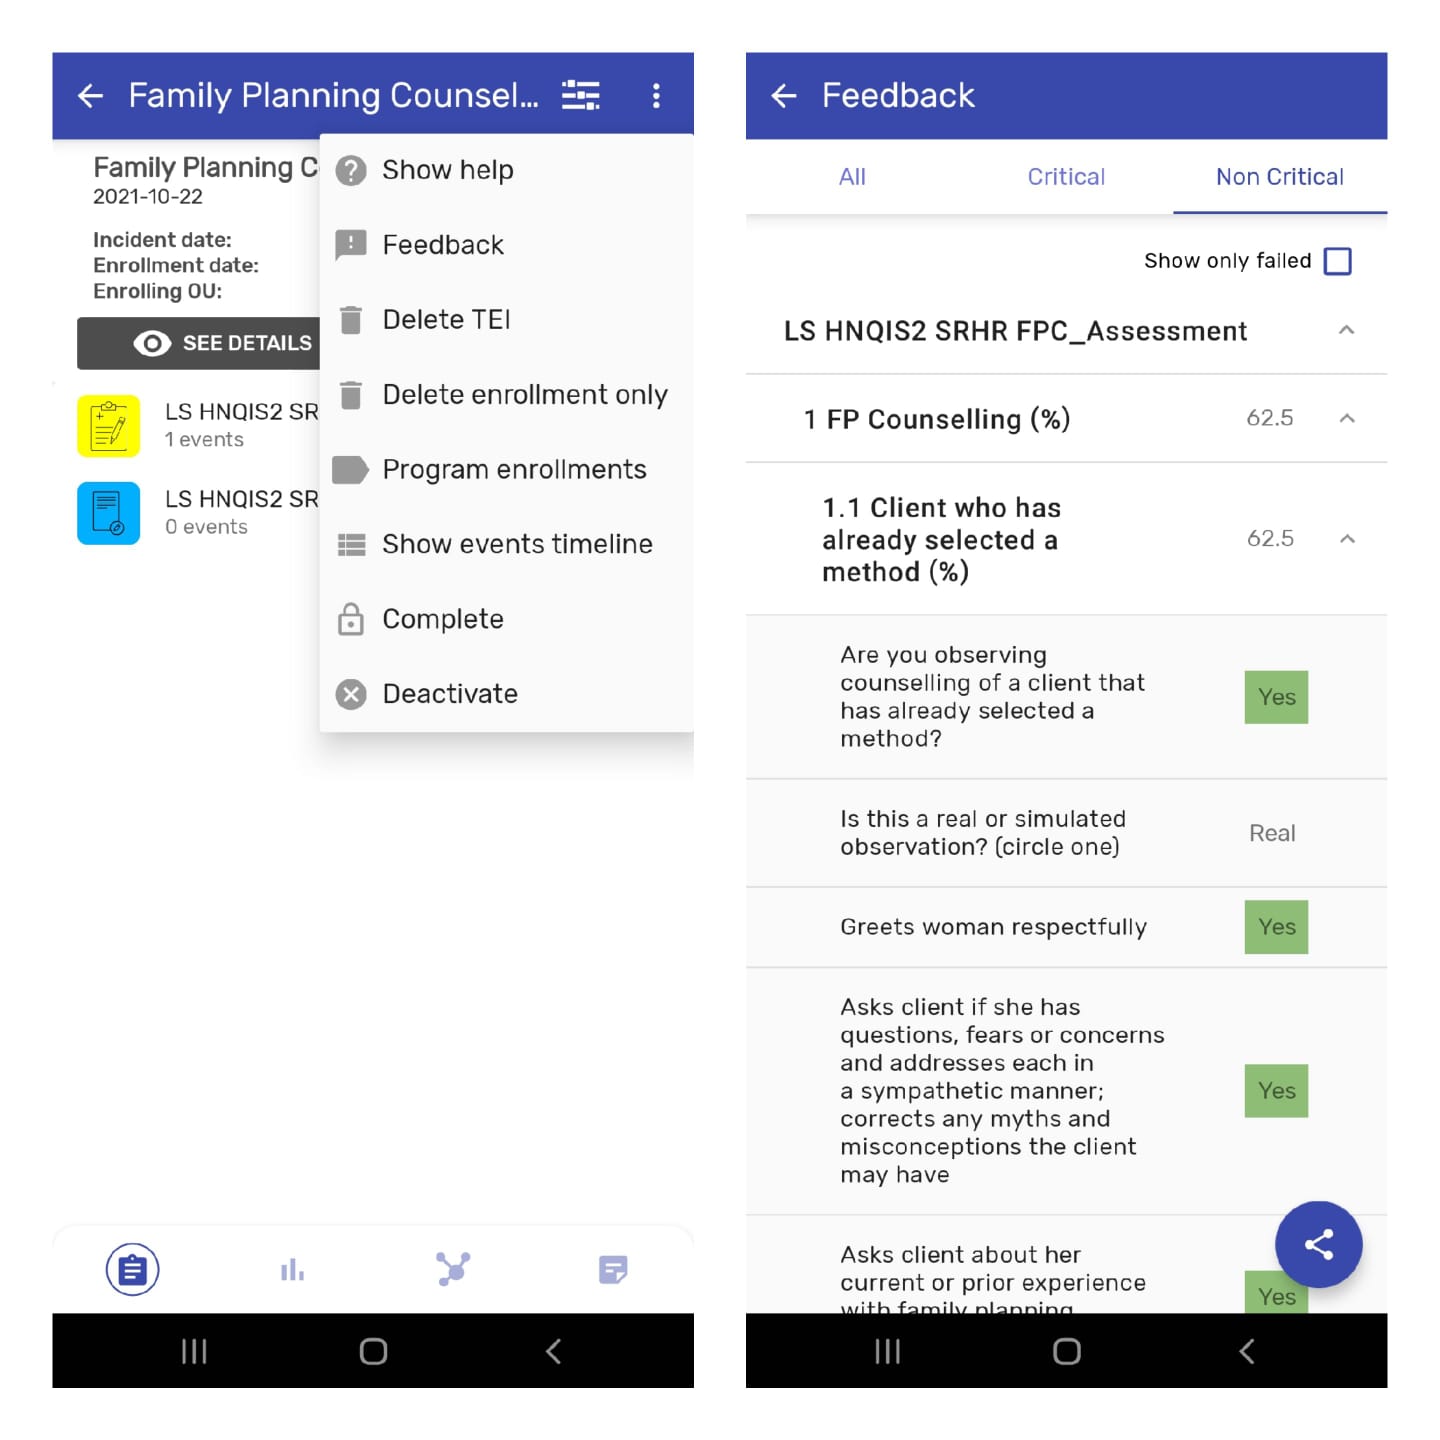 Family Planning Counsel...
Family Planning C
2021-10-22
Incident date:
Enrollment date:
Enrolling OU:
SEE DETAILS
LS HNQIS2 SR
1 events
LS HNQIS2 SR
0 events
Show help
Feedback
Delete TEI
Delete enrollment only
Program enrollments
Show events timeline
Complete
Deactivate
Feedback
All Critical Non Critical
Show only failed
LS HNQIS2 SRHR FPC_Assessment
1 FP Counselling (%) 62.5
1.1 Client who has
already selected a
method (%)
62.5
Are you observing
counselling of a client that
has already selected a
method?
Yes
Is this a real or simulated
observation? (circle one)
Real
Greets woman respectfully
Yes
Asks client if she has
questions, fears or concerns
and addresses each in
a sympathetic manner;
corrects any myths and
misconceptions the client
may have
Yes
Asks client about her
current or prior experience
with family planning
Yes